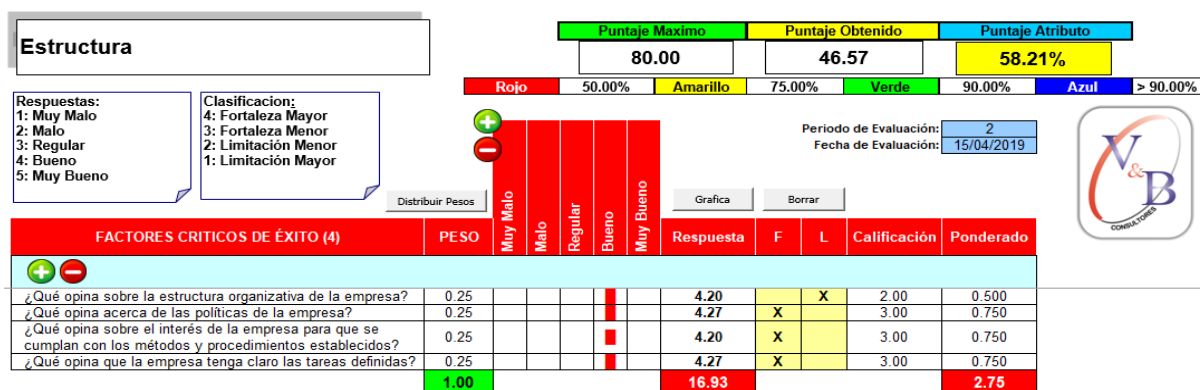 Estructura
Puntaje Maximo Puntaje Obtenido Puntaje Atributo
80.00 46.57 58.21%
Rojo 50.00% Amarillo 75.00% Verde 90.00% Azul > 90.00%
Respuestas:
1: Muy Malo
2: Malo
3: Regular
4: Bueno
5: Muy Bueno
Clasificacion:
4: Fortaleza Mayor
3: Fortaleza Menor
2: Limitación Menor
1: Limitación Mayor
Periodo de Evaluación: 2
Fecha de Evaluación: 15/04/2019
V&B
CONSULTORES
Distribuir Pesos
Grafica
Borrar
FACTORES CRITICOS DE ÉXITO (4) PESO Muy Malo Malo Regular Bueno Muy Bueno Respuesta F L Calificación Ponderado
¿Qué opina sobre la estructura organizativa de la empresa? 0.25 4.20 X 2.00 0.500
¿Qué opina acerca de las políticas de la empresa? 0.25 4.27 X 3.00 0.750
¿Qué opina sobre el interés de la empresa para que se
cumplan con los métodos y procedimientos establecidos? 0.25 4.20 X 3.00 0.750
¿Qué opina que la empresa tenga claro las tareas definidas? 0.25 4.27 X 3.00 0.750
1.00 16.93 2.75